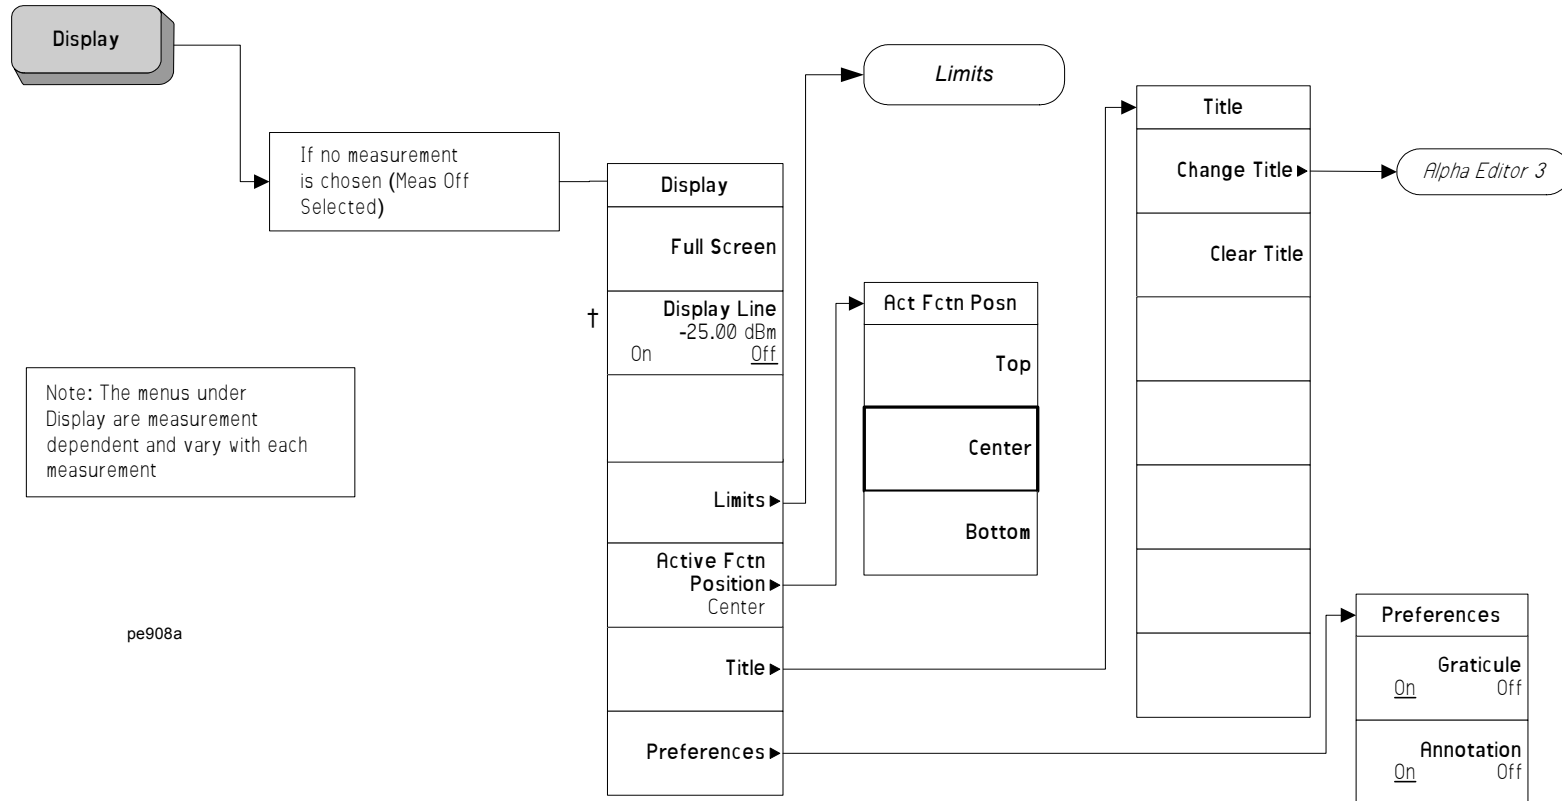 Display
If no measurement
is chosen (Meas Off
Selected)
Note: The menus under
Display are measurement
dependent and vary with each
measurement
pe908a
Display
Full Screen
†
Display Line
-25.00 dBm
On Off
Limits
Active Fctn
Position
Center
Title
Preferences
Limits
Act Fctn Posn
Top
Center
Bottom
Title
Change Title
Clear Title
Alpha Editor 3
Preferences
Graticule
On Off
Annotation
On Off